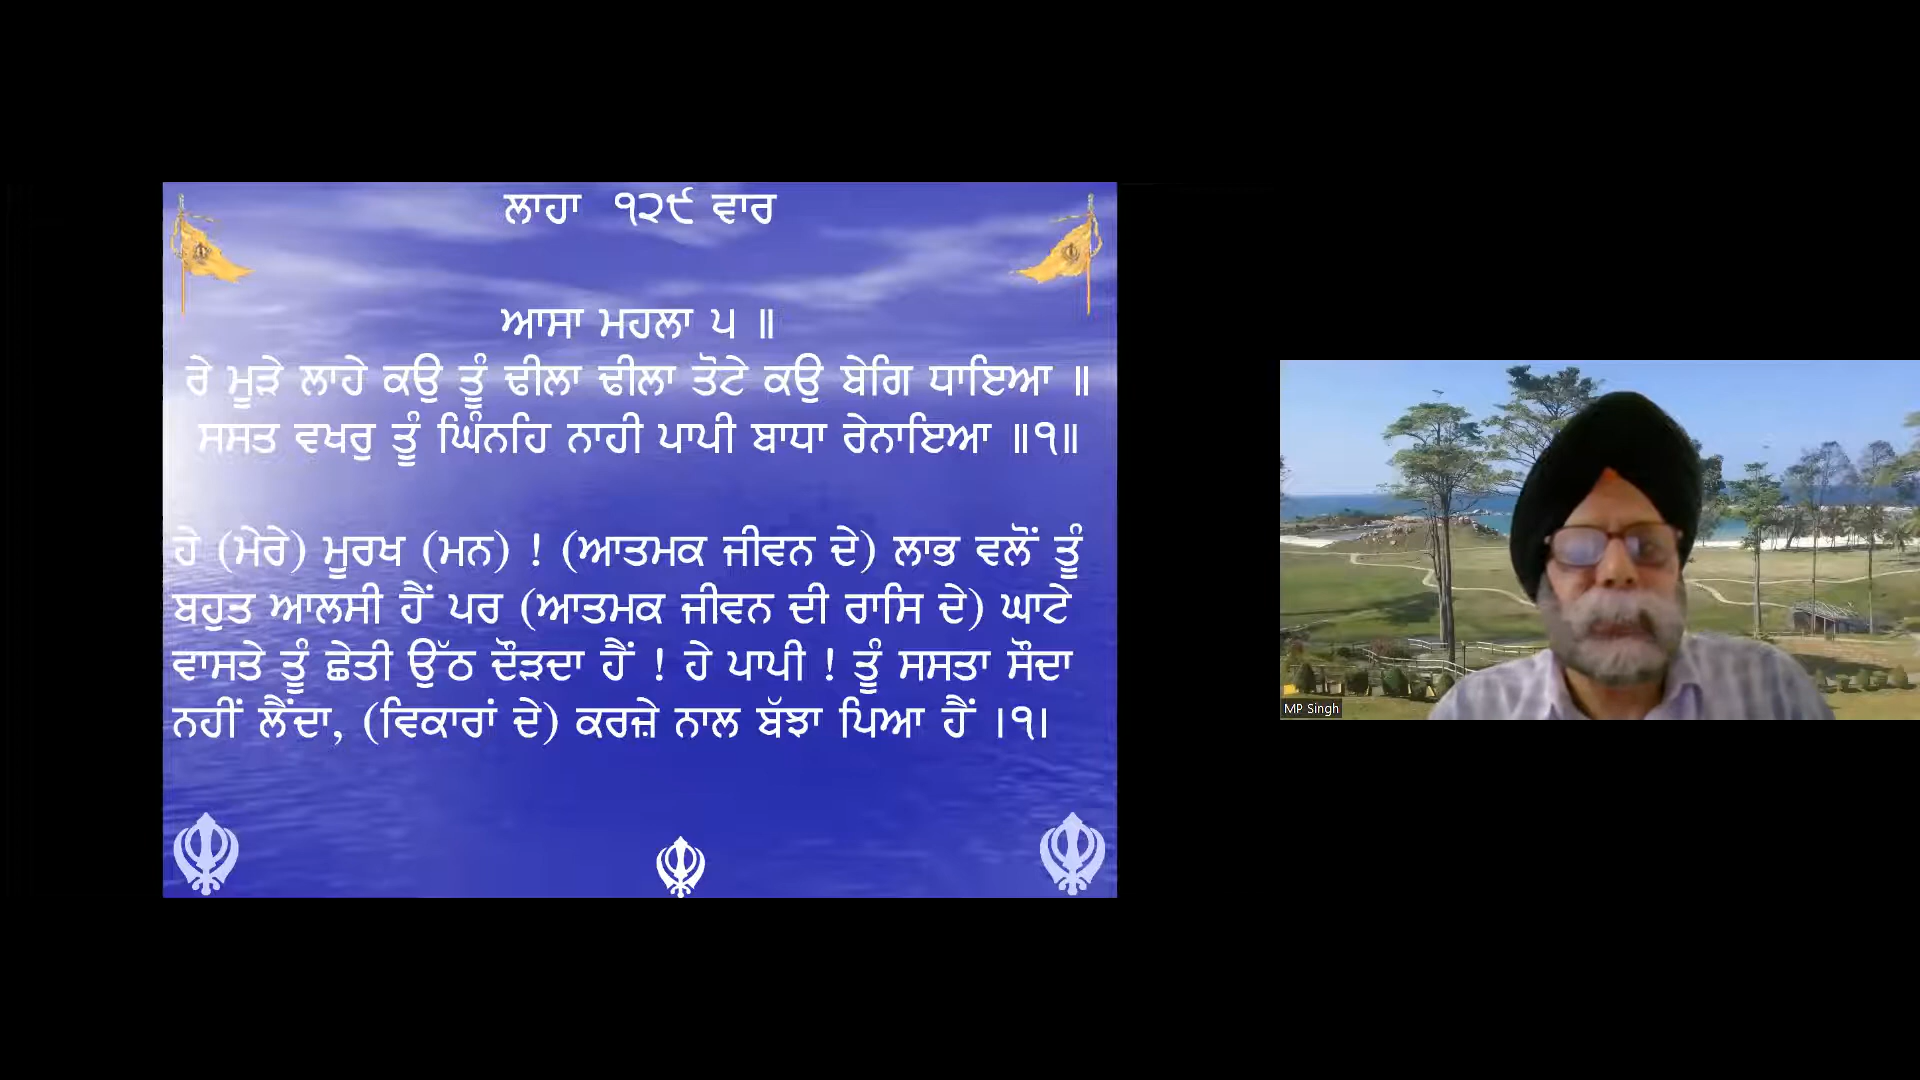 ਲਾਹਾ ੧੨੯ ਵਾਰ
ਆਸਾ ਮਹਲਾ ੫ ॥
ਰੇ ਮੂੜੇ ਲਾਹੇ ਕਉ ਤੂੰ ਢੀਲਾ ਢੀਲਾ ਤੋਟੇ ਕਉ ਬੇਗਿ ਧਾਇਆ ॥
ਸਸਤ ਵਖਰੁ ਤੂੰ ਘਿੰਨਹਿ ਨਾਹੀ ਪਾਪੀ ਬਾਧਾ ਰੇਨਾਇਆ ॥੧॥
ਹੇ (ਮੇਰੇ) ਮੂਰਖ (ਮਨ) ! (ਆਤਮਕ ਜੀਵਨ ਦੇ) ਲਾਭ ਵਲੋਂ ਤੂੰ
ਬਹੁਤ ਆਲਸੀ ਹੈਂ ਪਰ (ਆਤਮਕ ਜੀਵਨ ਦੀ ਰਾਸਿ ਦੇ) ਘਾਟੇ
ਵਾਸਤੇ ਤੂੰ ਛੇਤੀ ਉੱਠ ਦੌੜਦਾ ਹੈਂ ! ਹੇ ਪਾਪੀ ! ਤੂੰ ਸਸਤਾ ਸੌਦਾ
ਨਹੀਂ ਲੈਂਦਾ, (ਵਿਕਾਰਾਂ ਦੇ) ਕਰਜ਼ੇ ਨਾਲ ਬੱਝਾ ਪਿਆ ਹੈਂ ।੧।
MP Singh